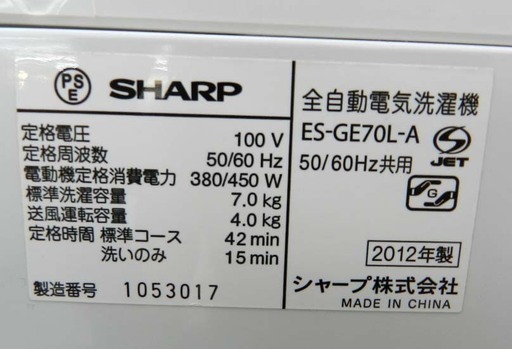 PS
E
SHARP
定格電圧 100 V
定格周波数 50/60 Hz
電動機定格消費電力 380/450 W
標準洗濯容量 7.0 kg
送風運転容量 4.0 kg
定格時間 標準コース 42 min
洗いのみ 15 min
製造番号 1053017
全自動電気洗濯機
ES-GE70L-A
S
JET
50/60Hz共用
G
2012年製
シャープ株式会社
MADE IN CHINA